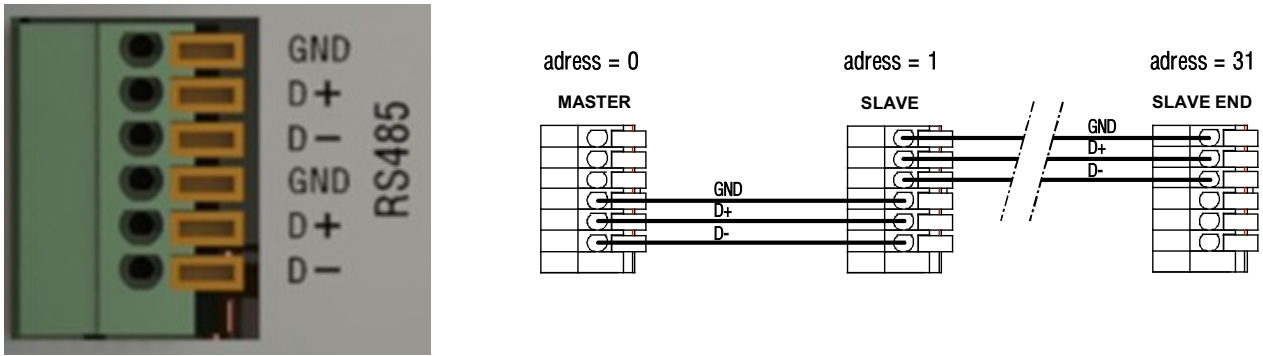 GND
D+
D-
GND
D+
D-
RS485
adress = 0
MASTER
adress = 1
SLAVE
adress = 31
SLAVE END
GND
D+
D-
GND
D+
D-